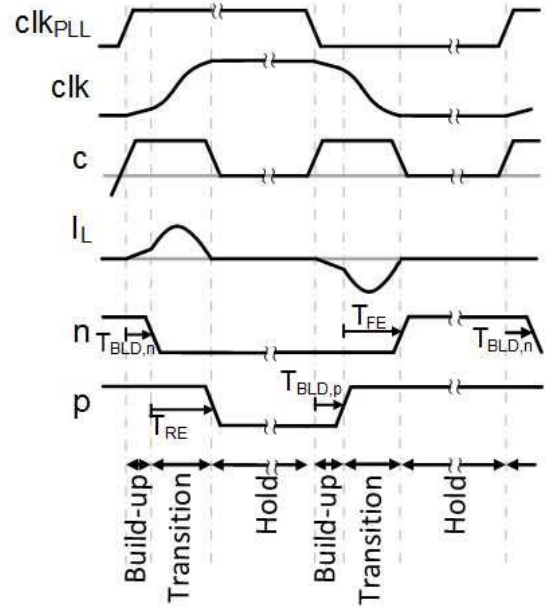 clkPLL
clk
c
IL
n
TBLD,n
TFE
TBLD,n
p
TRE
TBLD,p
Build-up
Transition
Hold
Build-up
Transition
Hold